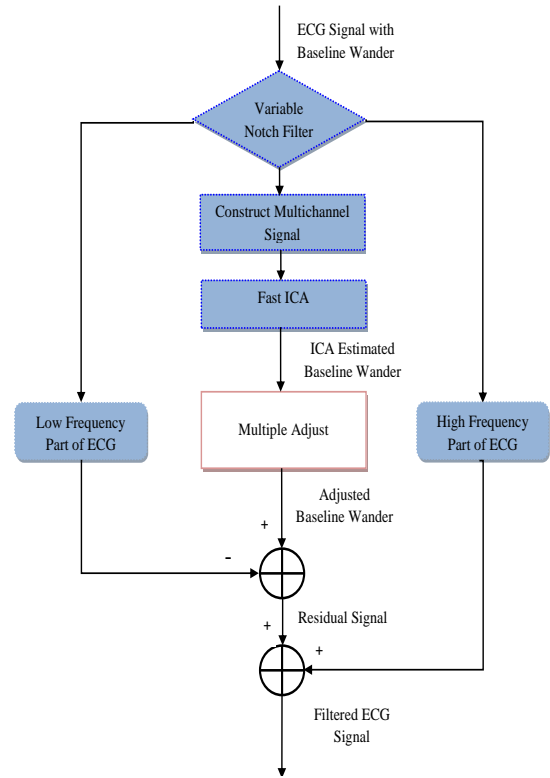 ECG Signal with
Baseline Wander
Variable
Notch Filter
Construct Multichannel
Signal
Fast ICA
ICA Estimated
Baseline Wander
Low Frequency
Part of ECG
Multiple Adjust
High Frequency
Part of ECG
Adjusted
Baseline Wander
+
-
Residual Signal
+
+
Filtered ECG
Signal